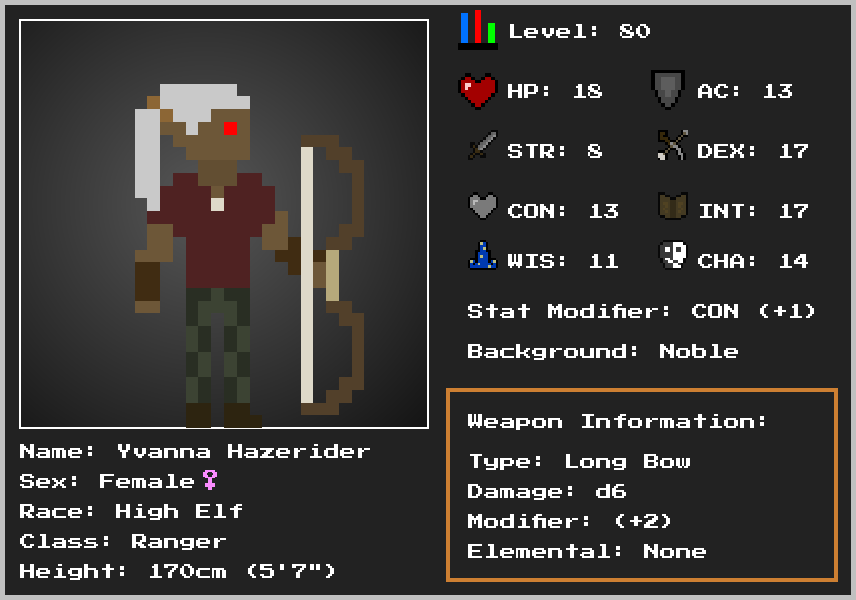 Level: 80
HP: 18 AC: 13
STR: 8 DEX: 17
CON: 13 INT: 17
WIS: 11 CHA: 14
Stat Modifier: CON (+1)
Background: Noble
Weapon Information:
Type: Long Bow
Damage: d6
Modifier: (+2)
Elemental: None
Name: Yvanna Hazerider
Sex: Female♀
Race: High Elf
Class: Ranger
Height: 170cm (5'7")